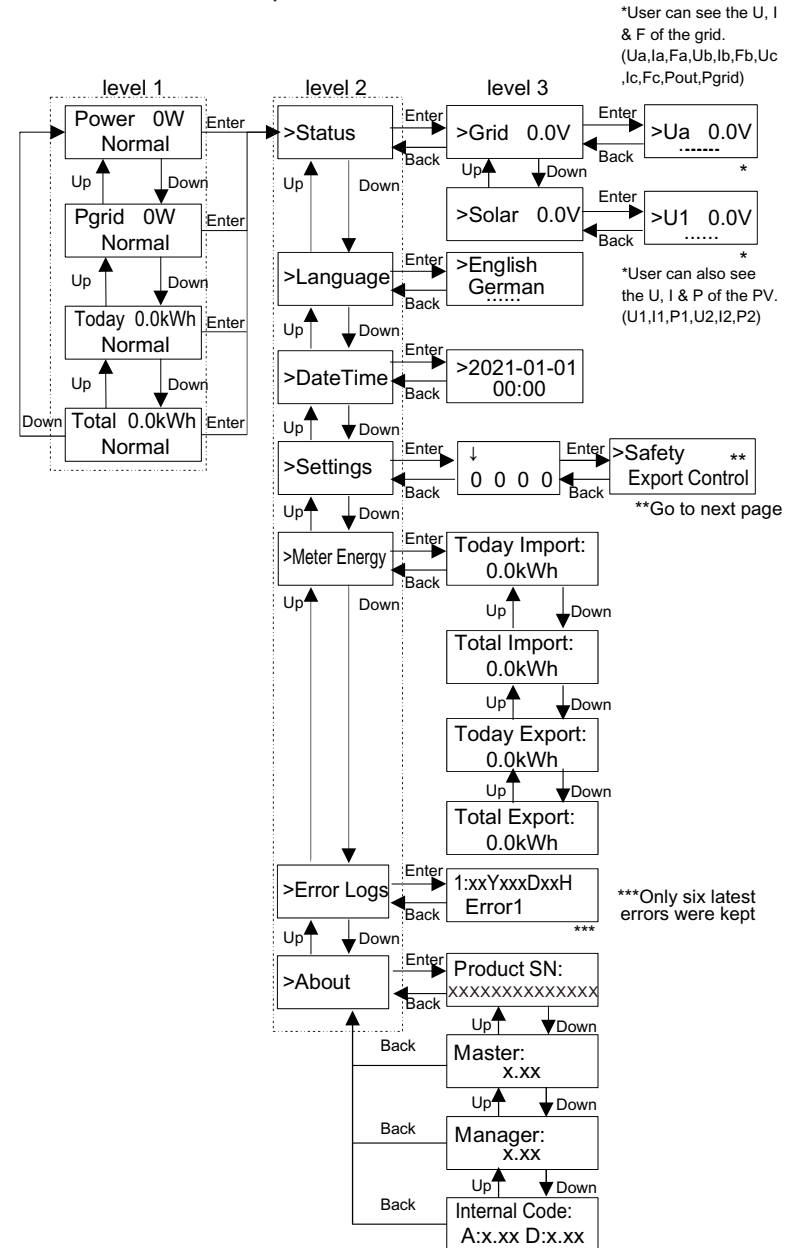 *User can see the U, I
& F of the grid.
(Ua,Ia,Fa,Ub,Ib,Fb,Uc
,Ic,Fc,Pout,Pgrid)
level 1
level 2
level 3
Power 0W
Normal
Enter
>Status
Enter
Back
>Grid 0.0V
Enter
Back
>Ua 0.0V
.......
*
Up
Down
Up
Down
Up
Down
Pgrid 0W
Normal
Enter
>Solar 0.0V
Enter
Back
>U1 0.0V
......
*
*User can also see
the U, I & P of the PV.
(U1,I1,P1,U2,I2,P2)
Up
Down
>Language
Enter
Back
>English
German
......
Today 0.0kWh
Normal
Enter
Up
Down
Up
Down
>DateTime
Enter
Back
>2021-01-01
00:00
Down
Total 0.0kWh
Normal
Enter
Up
Down
>Settings
Enter
Back
↓
0 0 0 0
Enter
Back
>Safety **
Export Control
**Go to next page
Up
Down
>Meter Energy
Enter
Back
Today Import:
0.0kWh
Up
Down
Up
Down
Total Import:
0.0kWh
Up
Down
Today Export:
0.0kWh
Up
Down
Total Export:
0.0kWh
>Error Logs
Enter
Back
1:xxYxxxDxxH
Error1
***
***Only six latest
errors were kept
Up
Down
>About
Enter
Back
Product SN:
XXXXXXXXXXXXXX
Up
Down
Back
Master:
x.xx
Up
Down
Back
Manager:
x.xx
Up
Down
Back
Internal Code:
A:x.xx D:x.xx